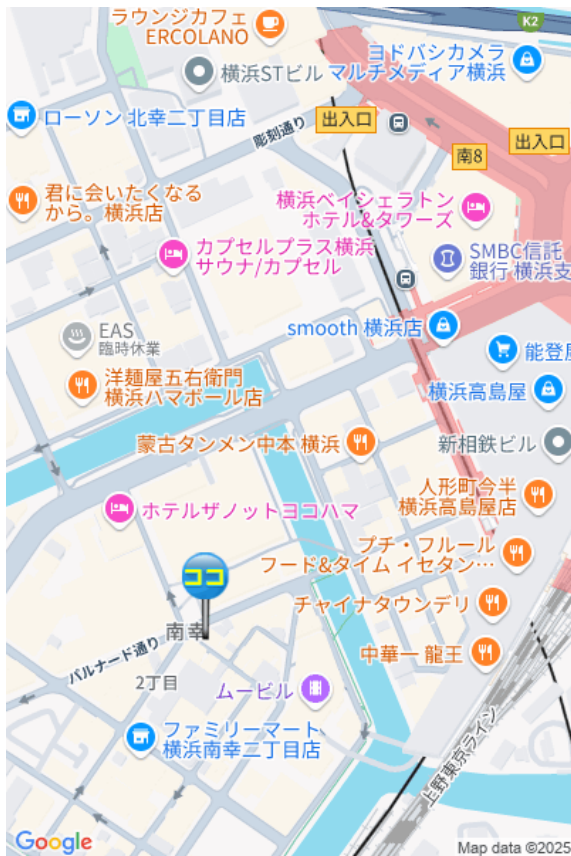 ラウンジカフェ
ERCOLANO
K2
ヨドバシカメラ
マルチメディア横浜
横浜STビル
ローソン 北幸二丁目店
出入口
彫刻通り
出入口
南8
君に会いたくなる
から。横浜店
横浜ベイシェラトン
ホテル&タワーズ
カプセルプラス横浜
サウナ/カプセル
SMBC信託
銀行 横浜支
smooth 横浜店
EAS
臨時休業
能登屋
洋麺屋五右衛門
横浜ハマボール店
横浜高島屋
蒙古タンメン中本 横浜
新相鉄ビル
人形町今半
横浜高島屋店
ホテルザノットヨコハマ
プチ・フルール
フード&タイム イセタン…
ココ
チャイナタウンデリ
南幸
パルナード通り
中華一 龍王
2丁目
ムービル
ファミリーマート
横浜南幸二丁目店
上野東京ライン
Google
Map data ©2025